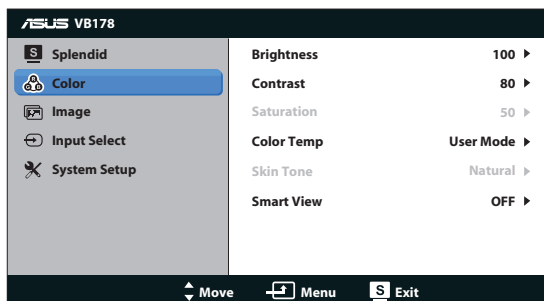 ASUS VB178
S Splendid
Color
Image
Input Select
System Setup
Brightness 100
Contrast 80
Saturation 50
Color Temp User Mode
Skin Tone Natural
Smart View OFF
Move Menu S Exit